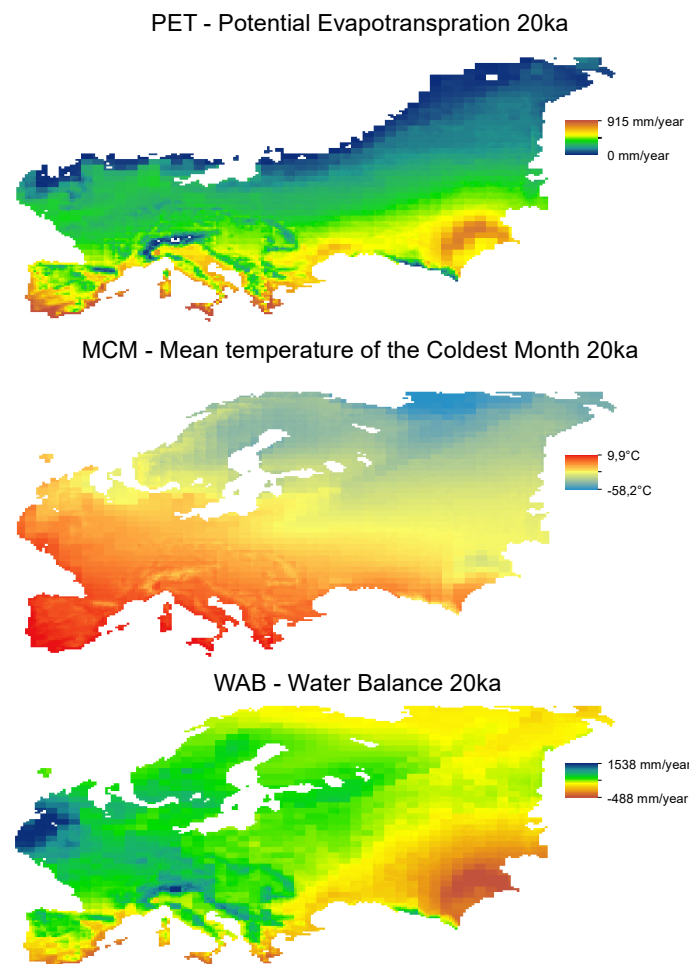 PET - Potential Evapotranspration 20ka
915 mm/year
0 mm/year
MCM - Mean temperature of the Coldest Month 20ka
9,9°C
-58,2°C
WAB - Water Balance 20ka
1538 mm/year
-488 mm/year